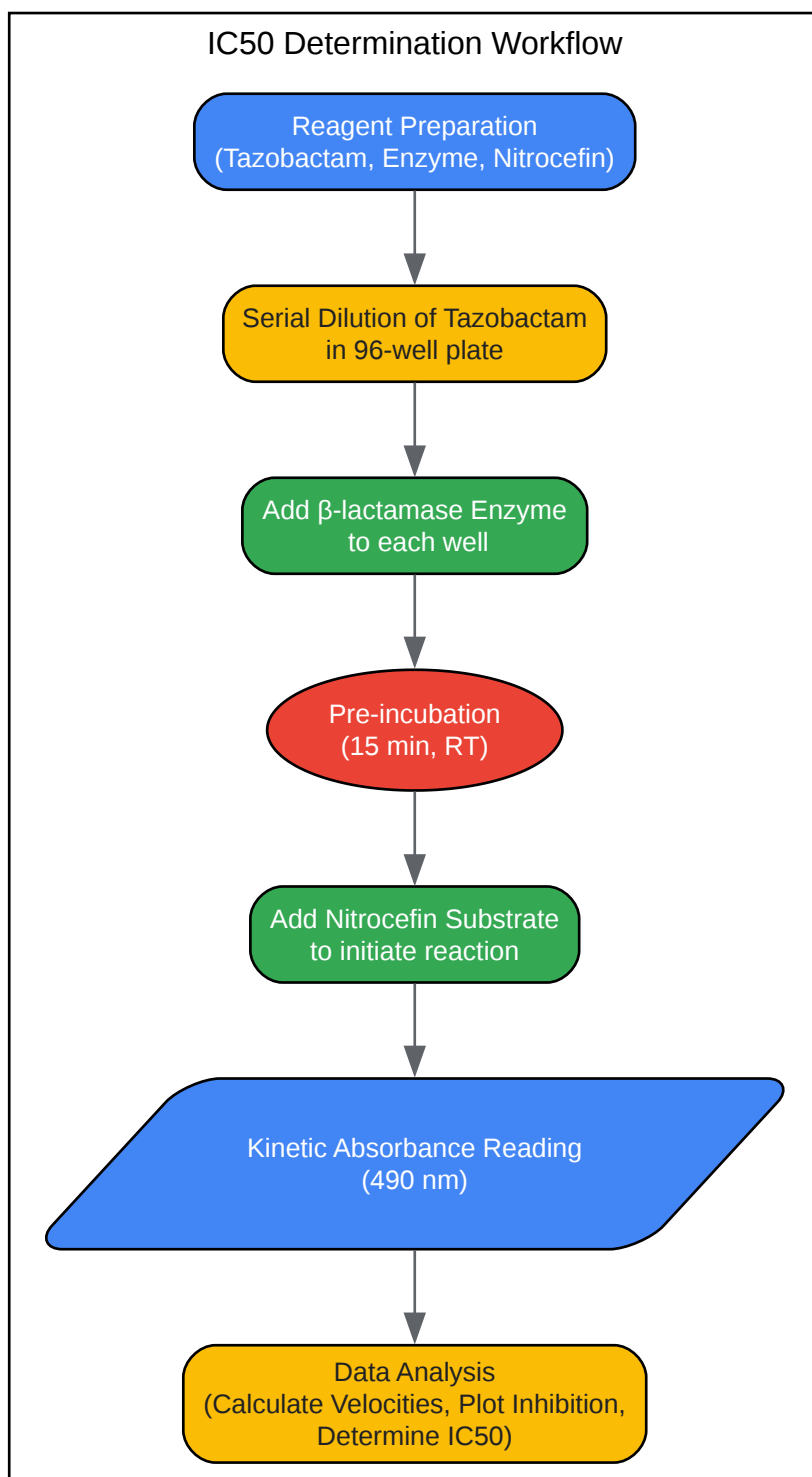 IC50 Determination Workflow
Reagent Preparation
(Tazobactam, Enzyme, Nitrocefin)
Serial Dilution of Tazobactam
in 96-well plate
Add β-lactamase Enzyme
to each well
Pre-incubation
(15 min, RT)
Add Nitrocefin Substrate
to initiate reaction
Kinetic Absorbance Reading
(490 nm)
Data Analysis
(Calculate Velocities, Plot Inhibition,
Determine IC50)